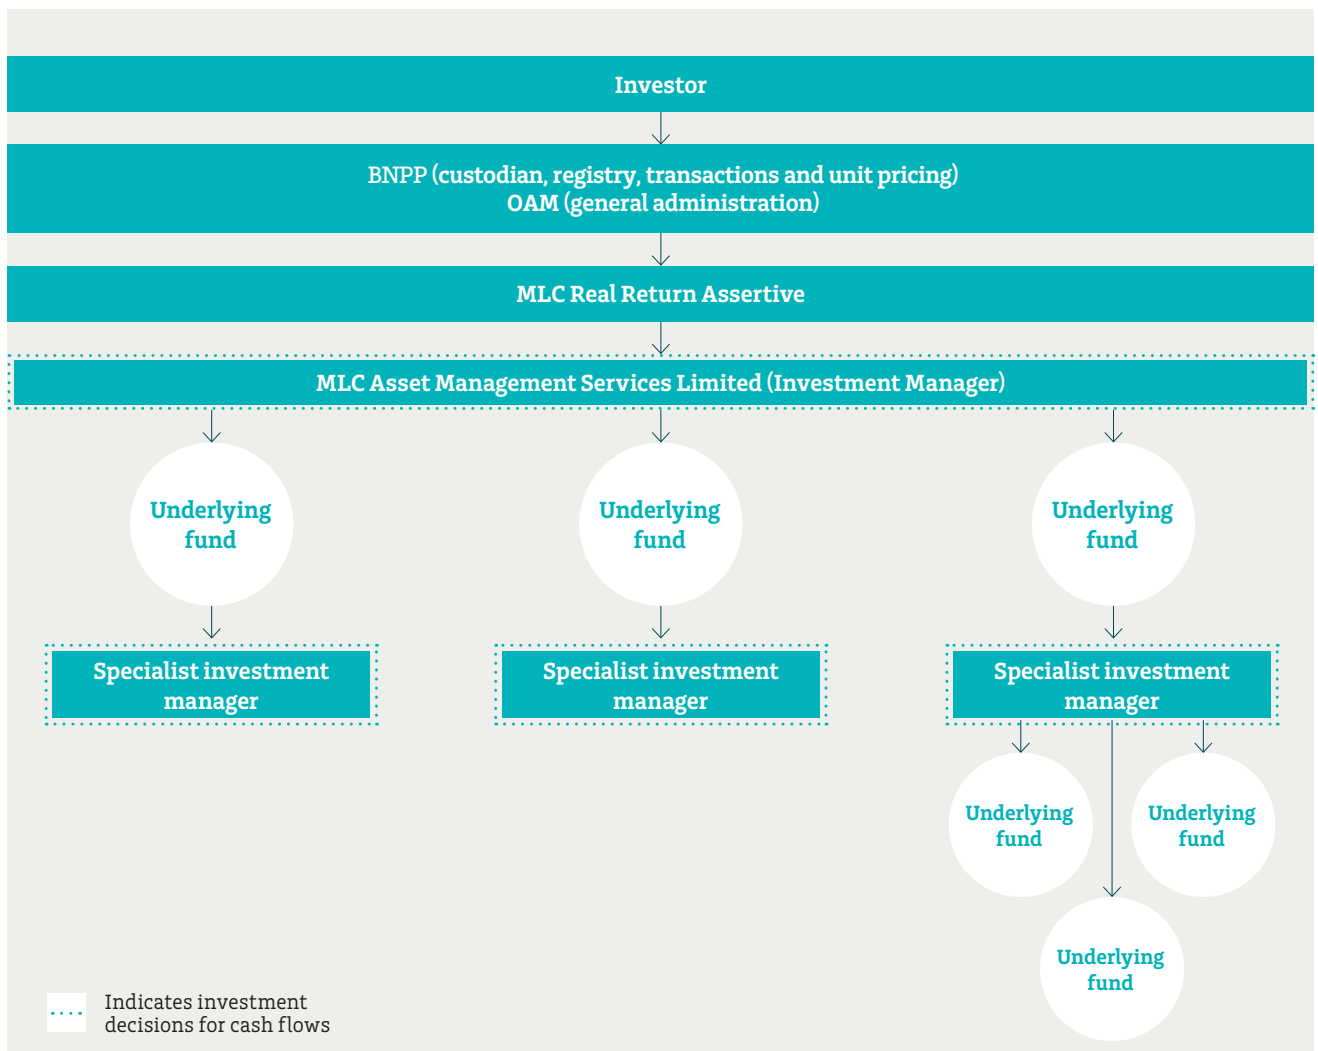 Investor
BNPP (custodian, registry, transactions and unit pricing)
OAM (general administration)
MLC Real Return Assertive
MLC Asset Management Services Limited (Investment Manager)
Underlying
fund
Underlying
fund
Underlying
fund
Specialist investment
manager
Specialist investment
manager
Specialist investment
manager
Underlying
fund
Underlying
fund
Underlying
fund
Indicates investment
decisions for cash flows